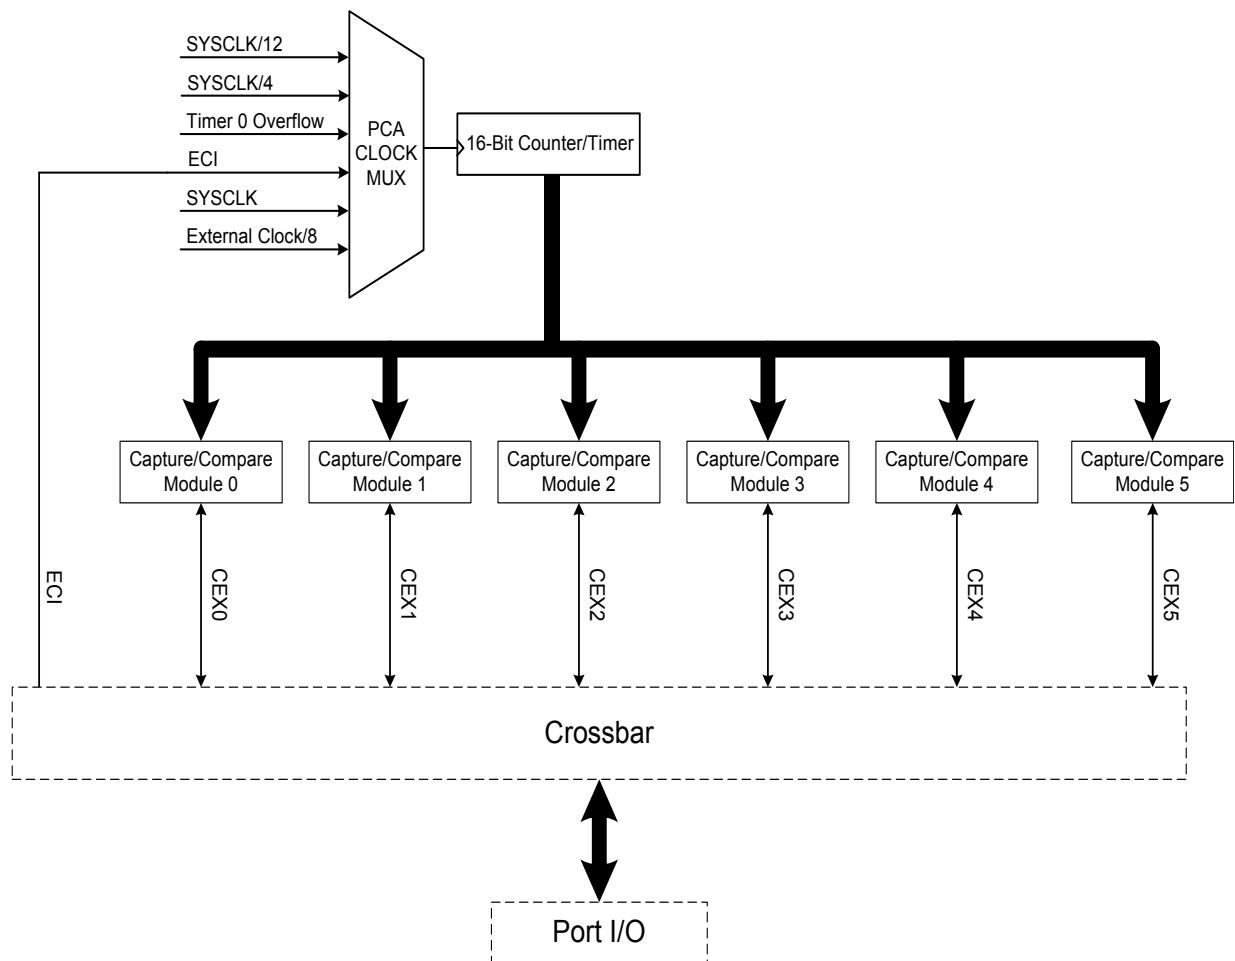 SYSCLK/12
SYSCLK/4
Timer 0 Overflow
ECI
SYSCLK
External Clock/8
PCA
CLOCK
MUX
16-Bit Counter/Timer
Capture/Compare
Module 0
Capture/Compare
Module 1
Capture/Compare
Module 2
Capture/Compare
Module 3
Capture/Compare
Module 4
Capture/Compare
Module 5
ECI
CEX0
CEX1
CEX2
CEX3
CEX4
CEX5
Crossbar
Port I/O